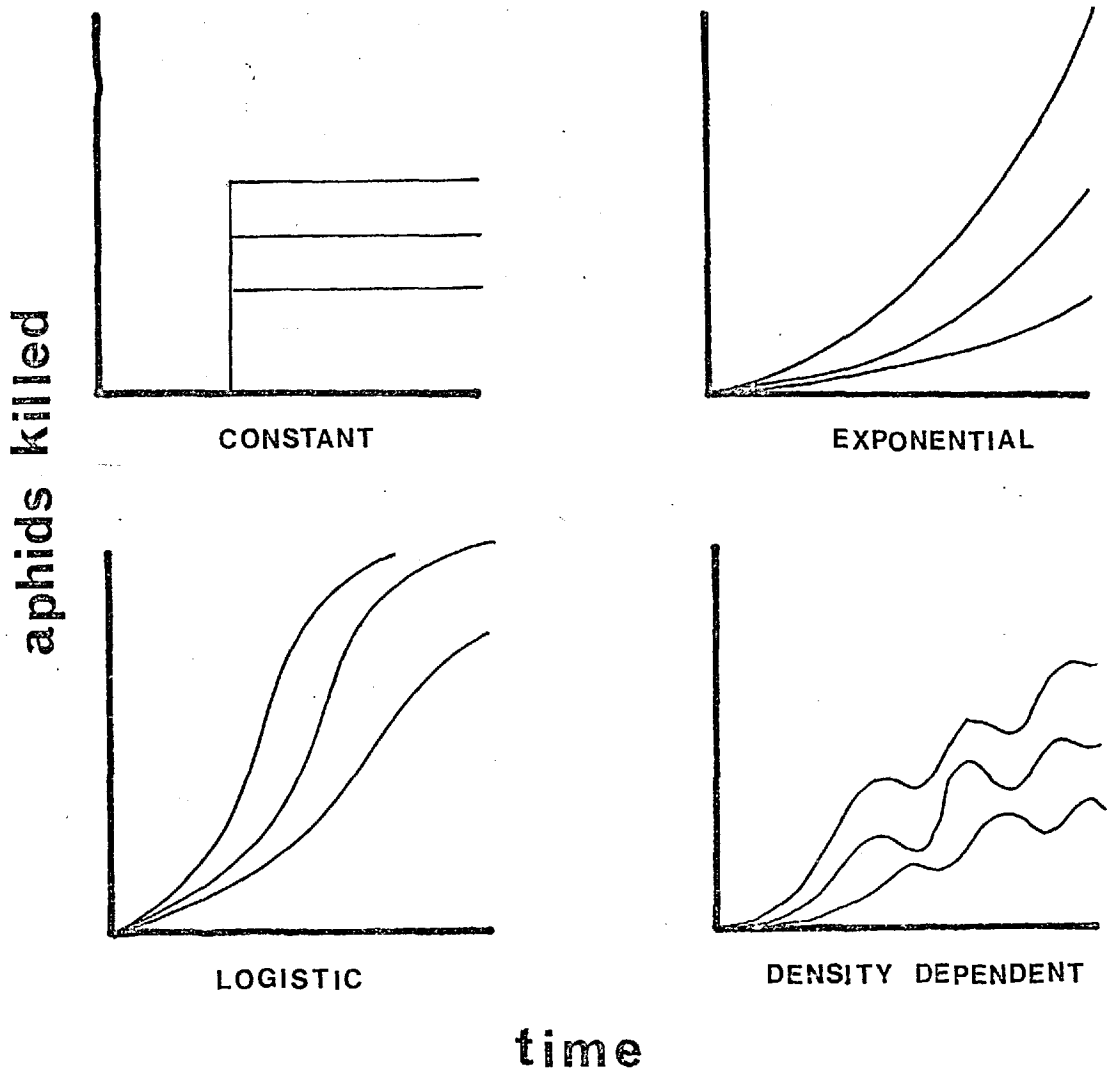 CONSTANT
EXPONENTIAL
aphids killed
LOGISTIC
DENSITY DEPENDENT
time